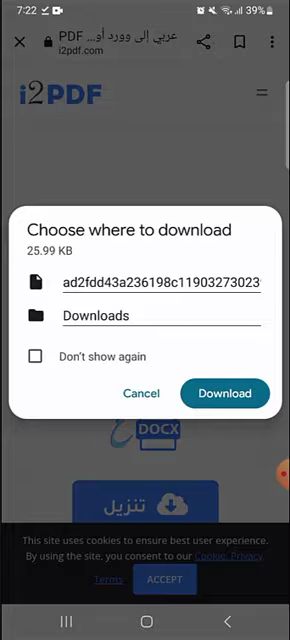 7:22
39%
عربي إلى وورد أو... PDF
i2pdf.com
i2PDF
Choose where to download
25.99 KB
ad2fdd43a236198c11903273023
Downloads
Don't show again
Cancel
Download
DOCX
تنزيل
This site uses cookies to ensure best user experience.
By using the site, you consent to our Cookie, Privacy,
Terms
ACCEPT